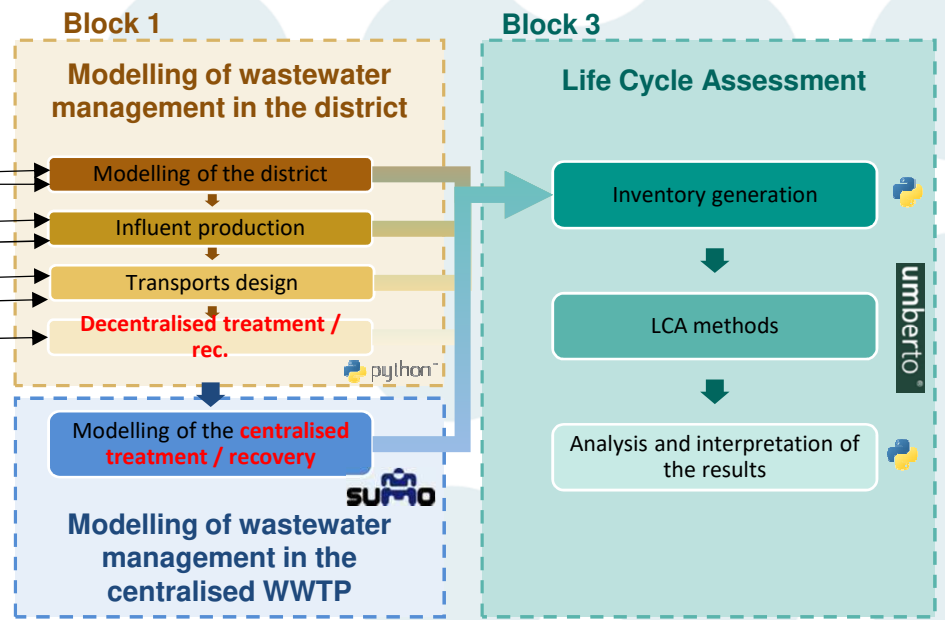 Block 1
Modelling of wastewater
management in the district
Modelling of the district
Influent production
Transports design
Decentralised treatment /
rec.
python™
Modelling of the centralised
treatment / recovery
SUMO
Modelling of wastewater
management in the
centralised WWTP
Block 3
Life Cycle Assessment
Inventory generation
LCA methods
umberto
Analysis and interpretation of
the results